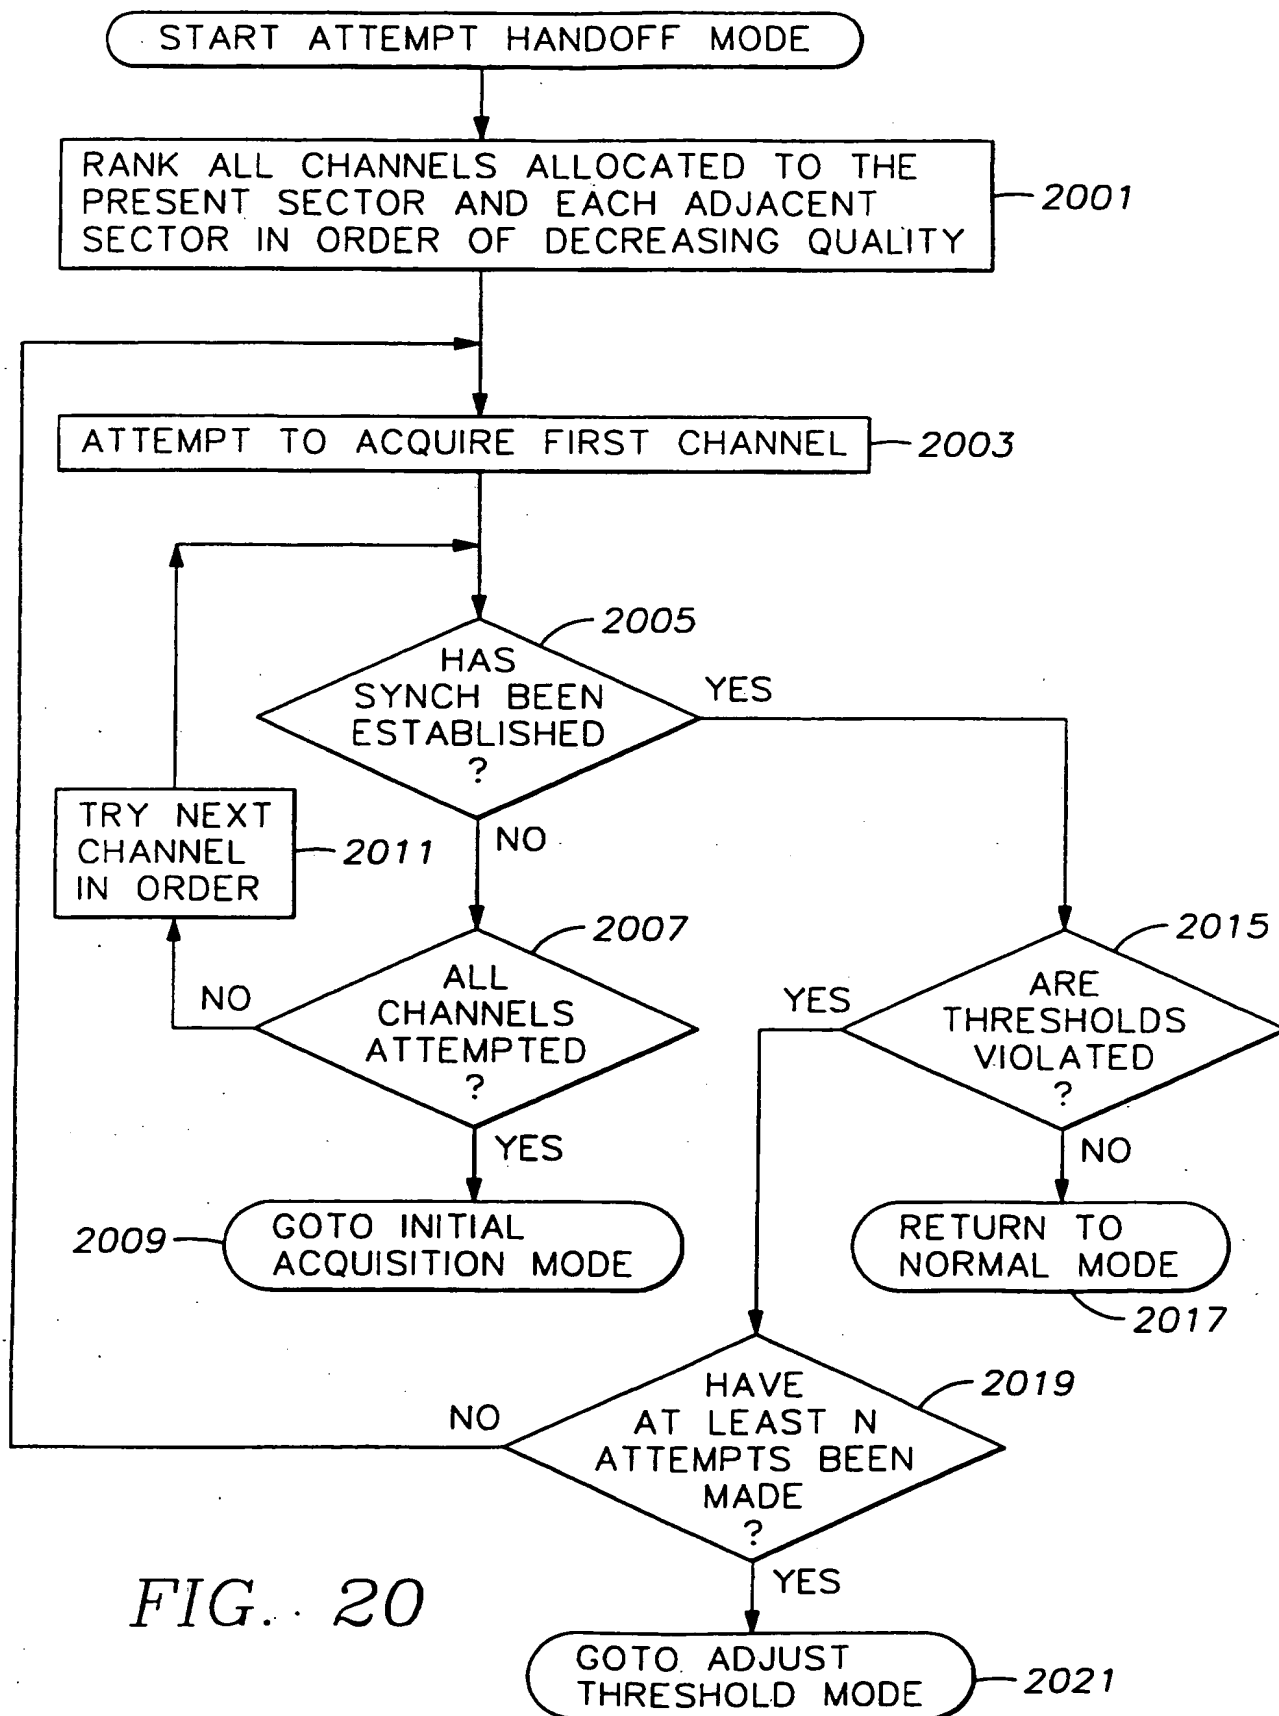 START ATTEMPT HANDOFF MODE
RANK ALL CHANNELS ALLOCATED TO THE
PRESENT SECTOR AND EACH ADJACENT
SECTOR IN ORDER OF DECREASING QUALITY
2001
ATTEMPT TO ACQUIRE FIRST CHANNEL
2003
2005
HAS
SYNCH BEEN
ESTABLISHED
?
YES
NO
TRY NEXT
CHANNEL
IN ORDER
2011
2007
ALL
CHANNELS
ATTEMPTED
?
NO
YES
2015
ARE
THRESHOLDS
VIOLATED
?
YES
NO
2009
GOTO INITIAL
ACQUISITION MODE
RETURN TO
NORMAL MODE
2017
2019
HAVE
AT LEAST N
ATTEMPTS BEEN
MADE
?
NO
YES
FIG. 20
GOTO ADJUST
THRESHOLD MODE
2021